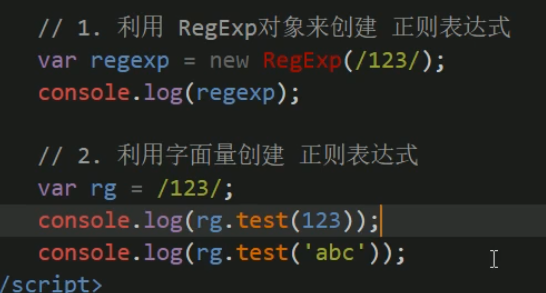 // 1. 利用 RegExp对象来创建 正则表达式
var regexp = new RegExp(/123/);
console.log(regexp);
// 2. 利用字面量创建 正则表达式
var rg = /123/;
console.log(rg.test(123));
console.log(rg.test('abc'));
/script>